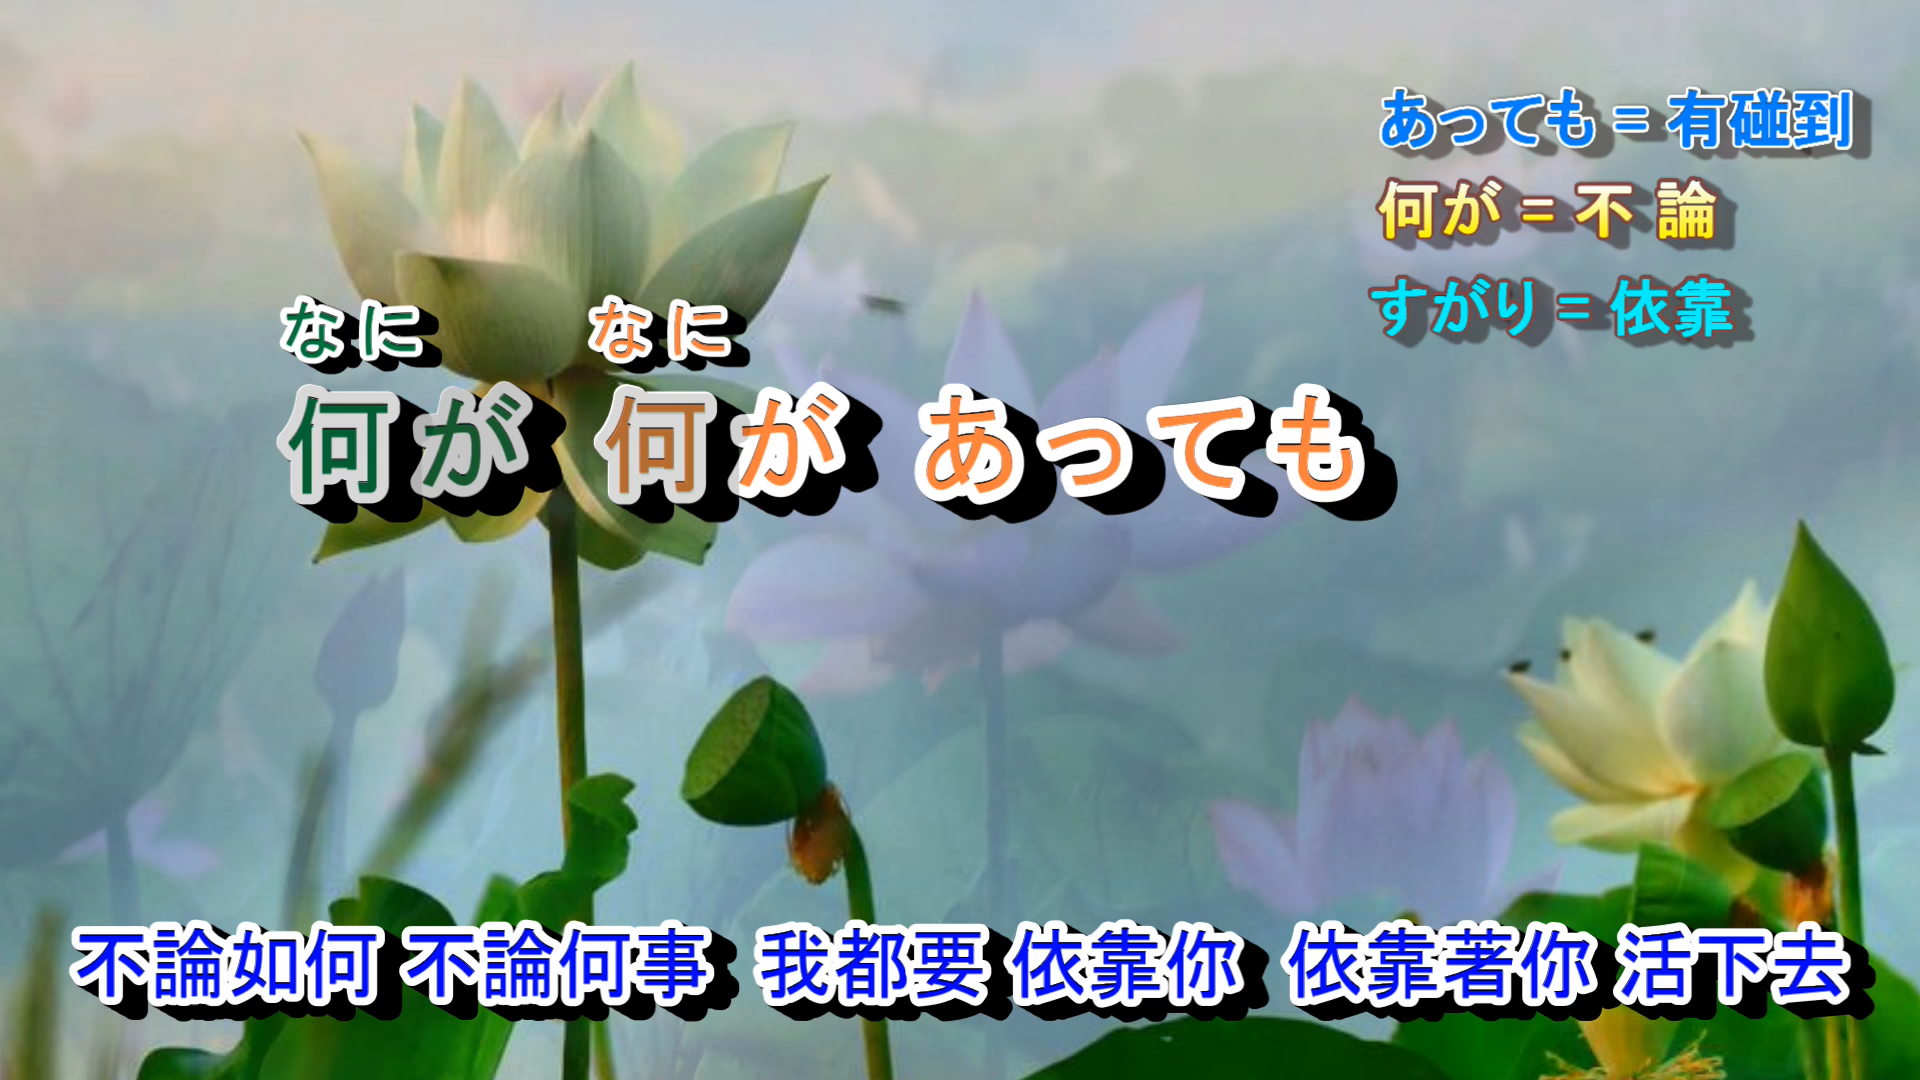 あっても = 有碰到
何が = 不 論
すがり = 依靠
なに なに
何が 何が あっても
不論如何 不論何事 我都要 依靠你 依靠著你 活下去